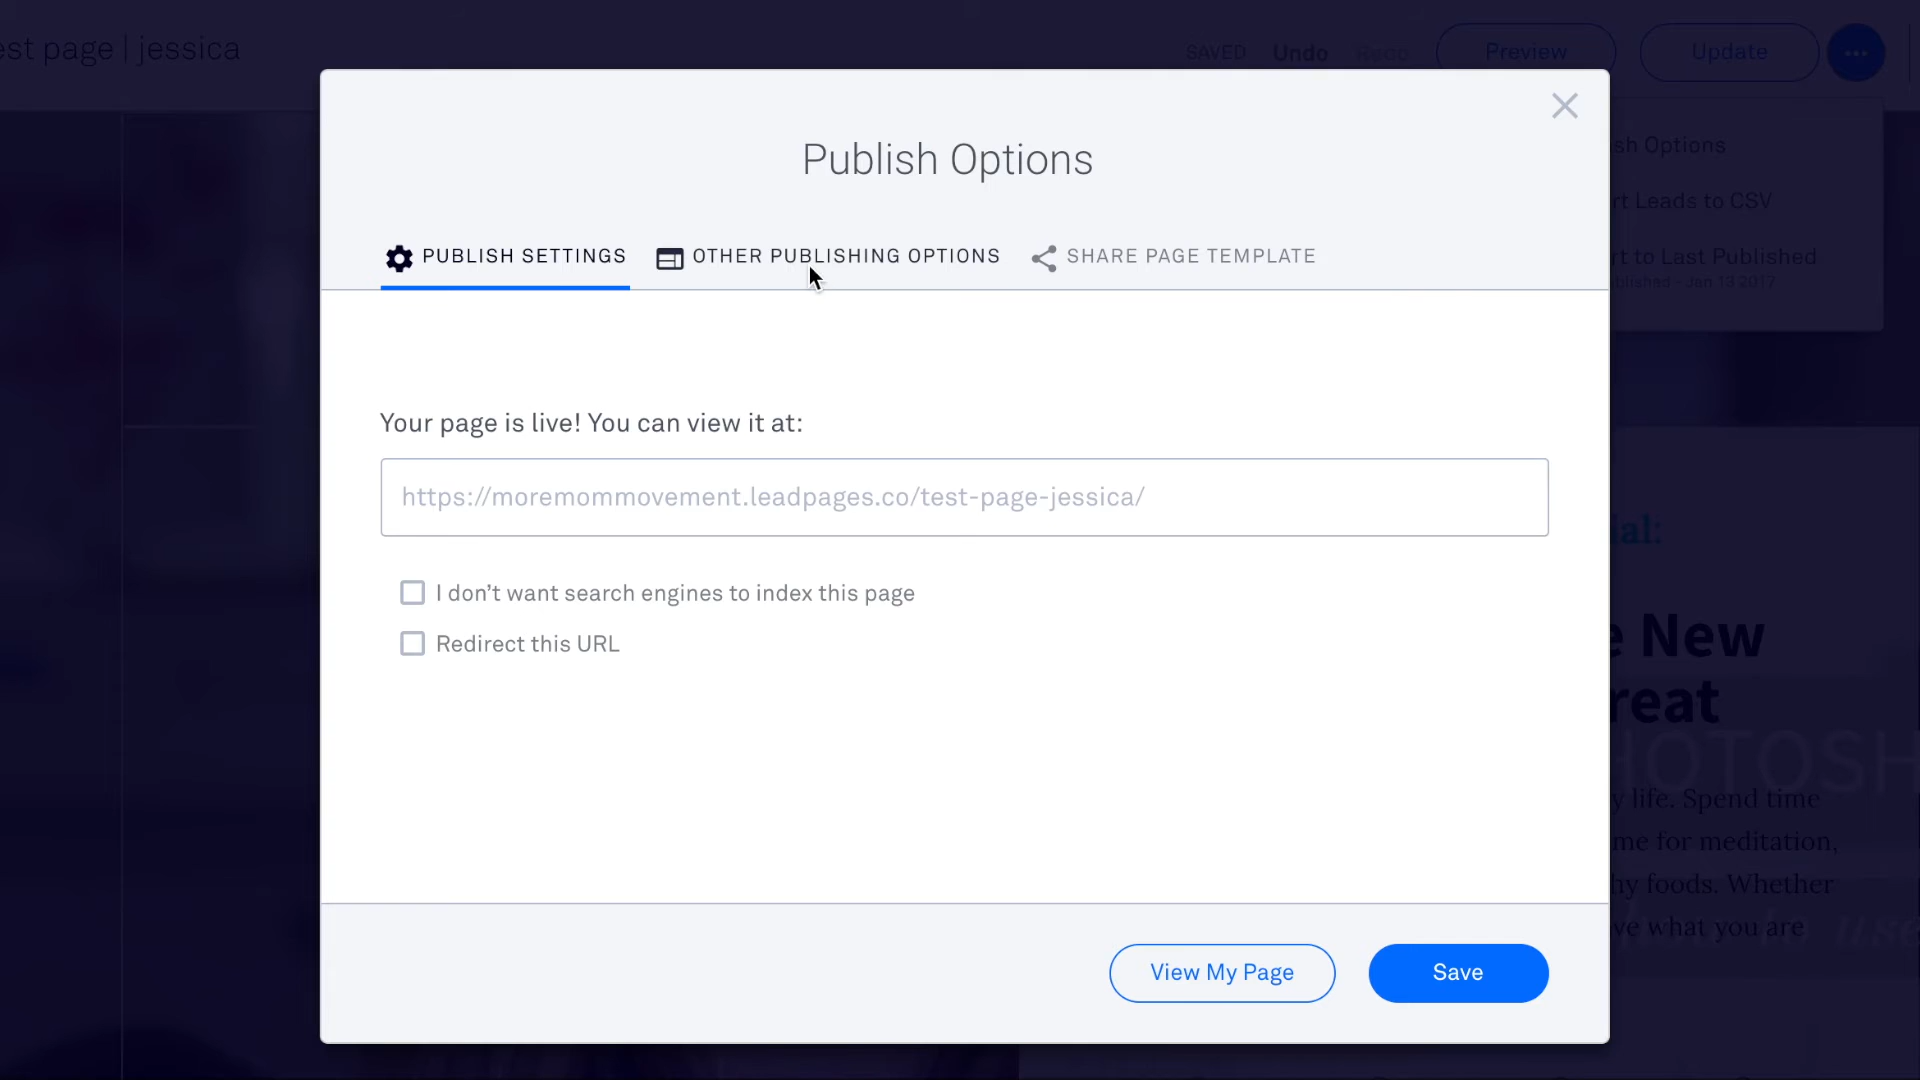 est page | jessica
SAVED Undo Redo Preview Update
Publish Options
sh Options
rt Leads to CSV
PUBLISH SETTINGS OTHER PUBLISHING OPTIONS SHARE PAGE TEMPLATE
rt to Last Published
blished - Jan 13 2017
Your page is live! You can view it at:
https://moremommovement.leadpages.co/test-page-jessica/
ial:
I don't want search engines to index this page
Redirect this URL
e New
reat
HOTOSH
y life. Spend time
me for meditation,
hy foods. Whether
ve what you are
View My Page Save